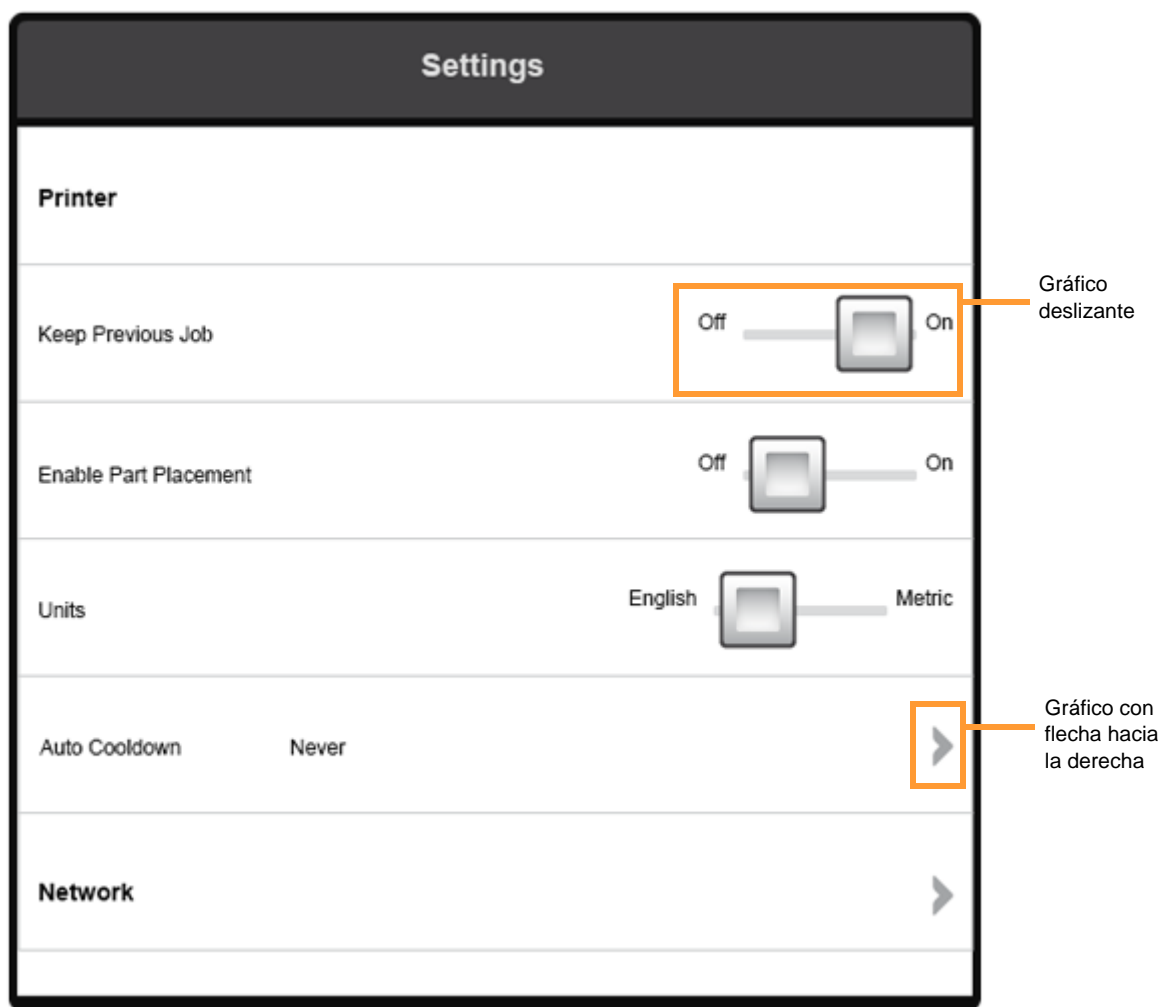 Settings
Printer
Keep Previous Job
Off
On
Gráfico
deslizante
Enable Part Placement
Off
On
Units
English
Metric
Auto Cooldown
Never
Gráfico con
flecha hacia
la derecha
Network